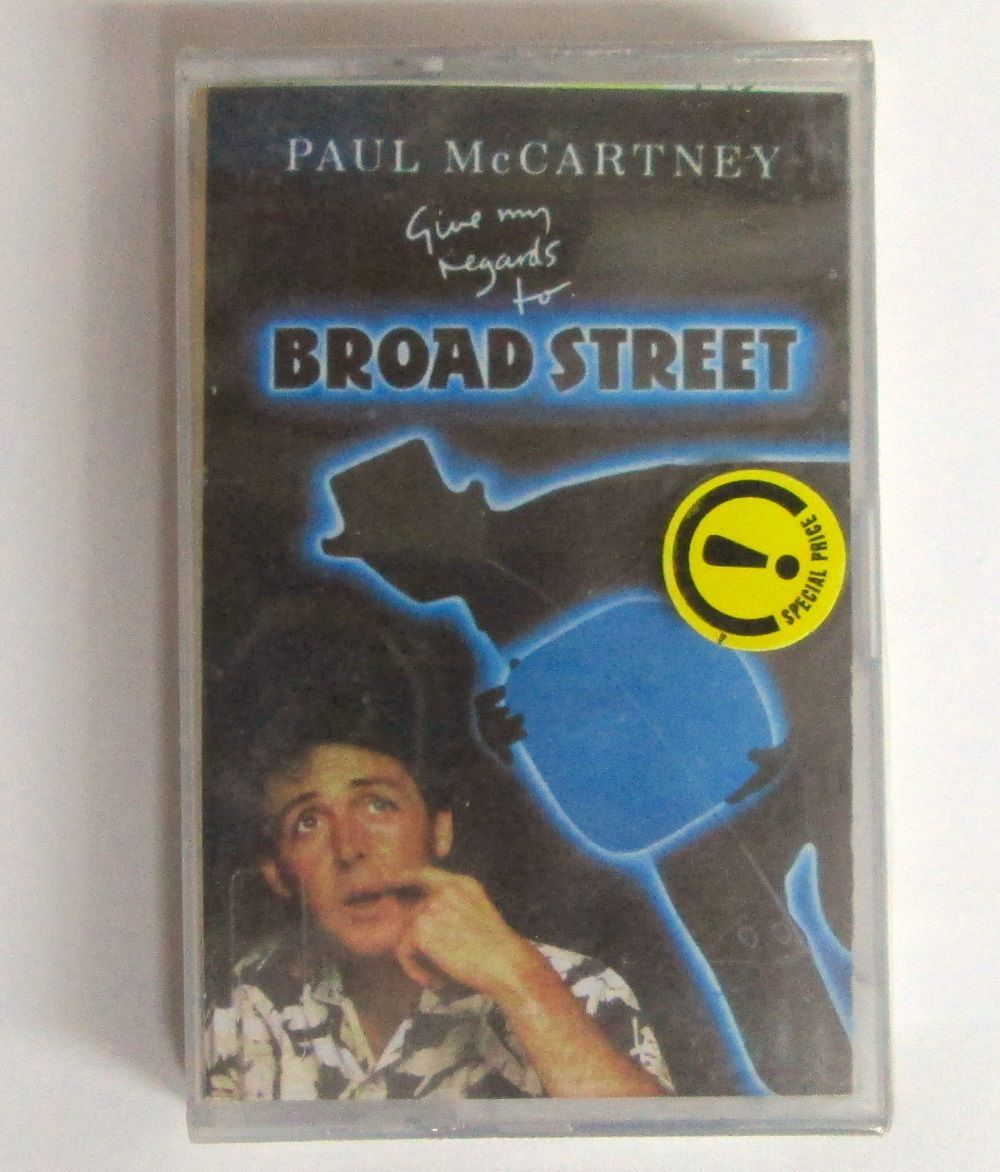 PAUL McCARTNEY
Give my
regards
to
BROAD STREET
SPECIAL PRICE